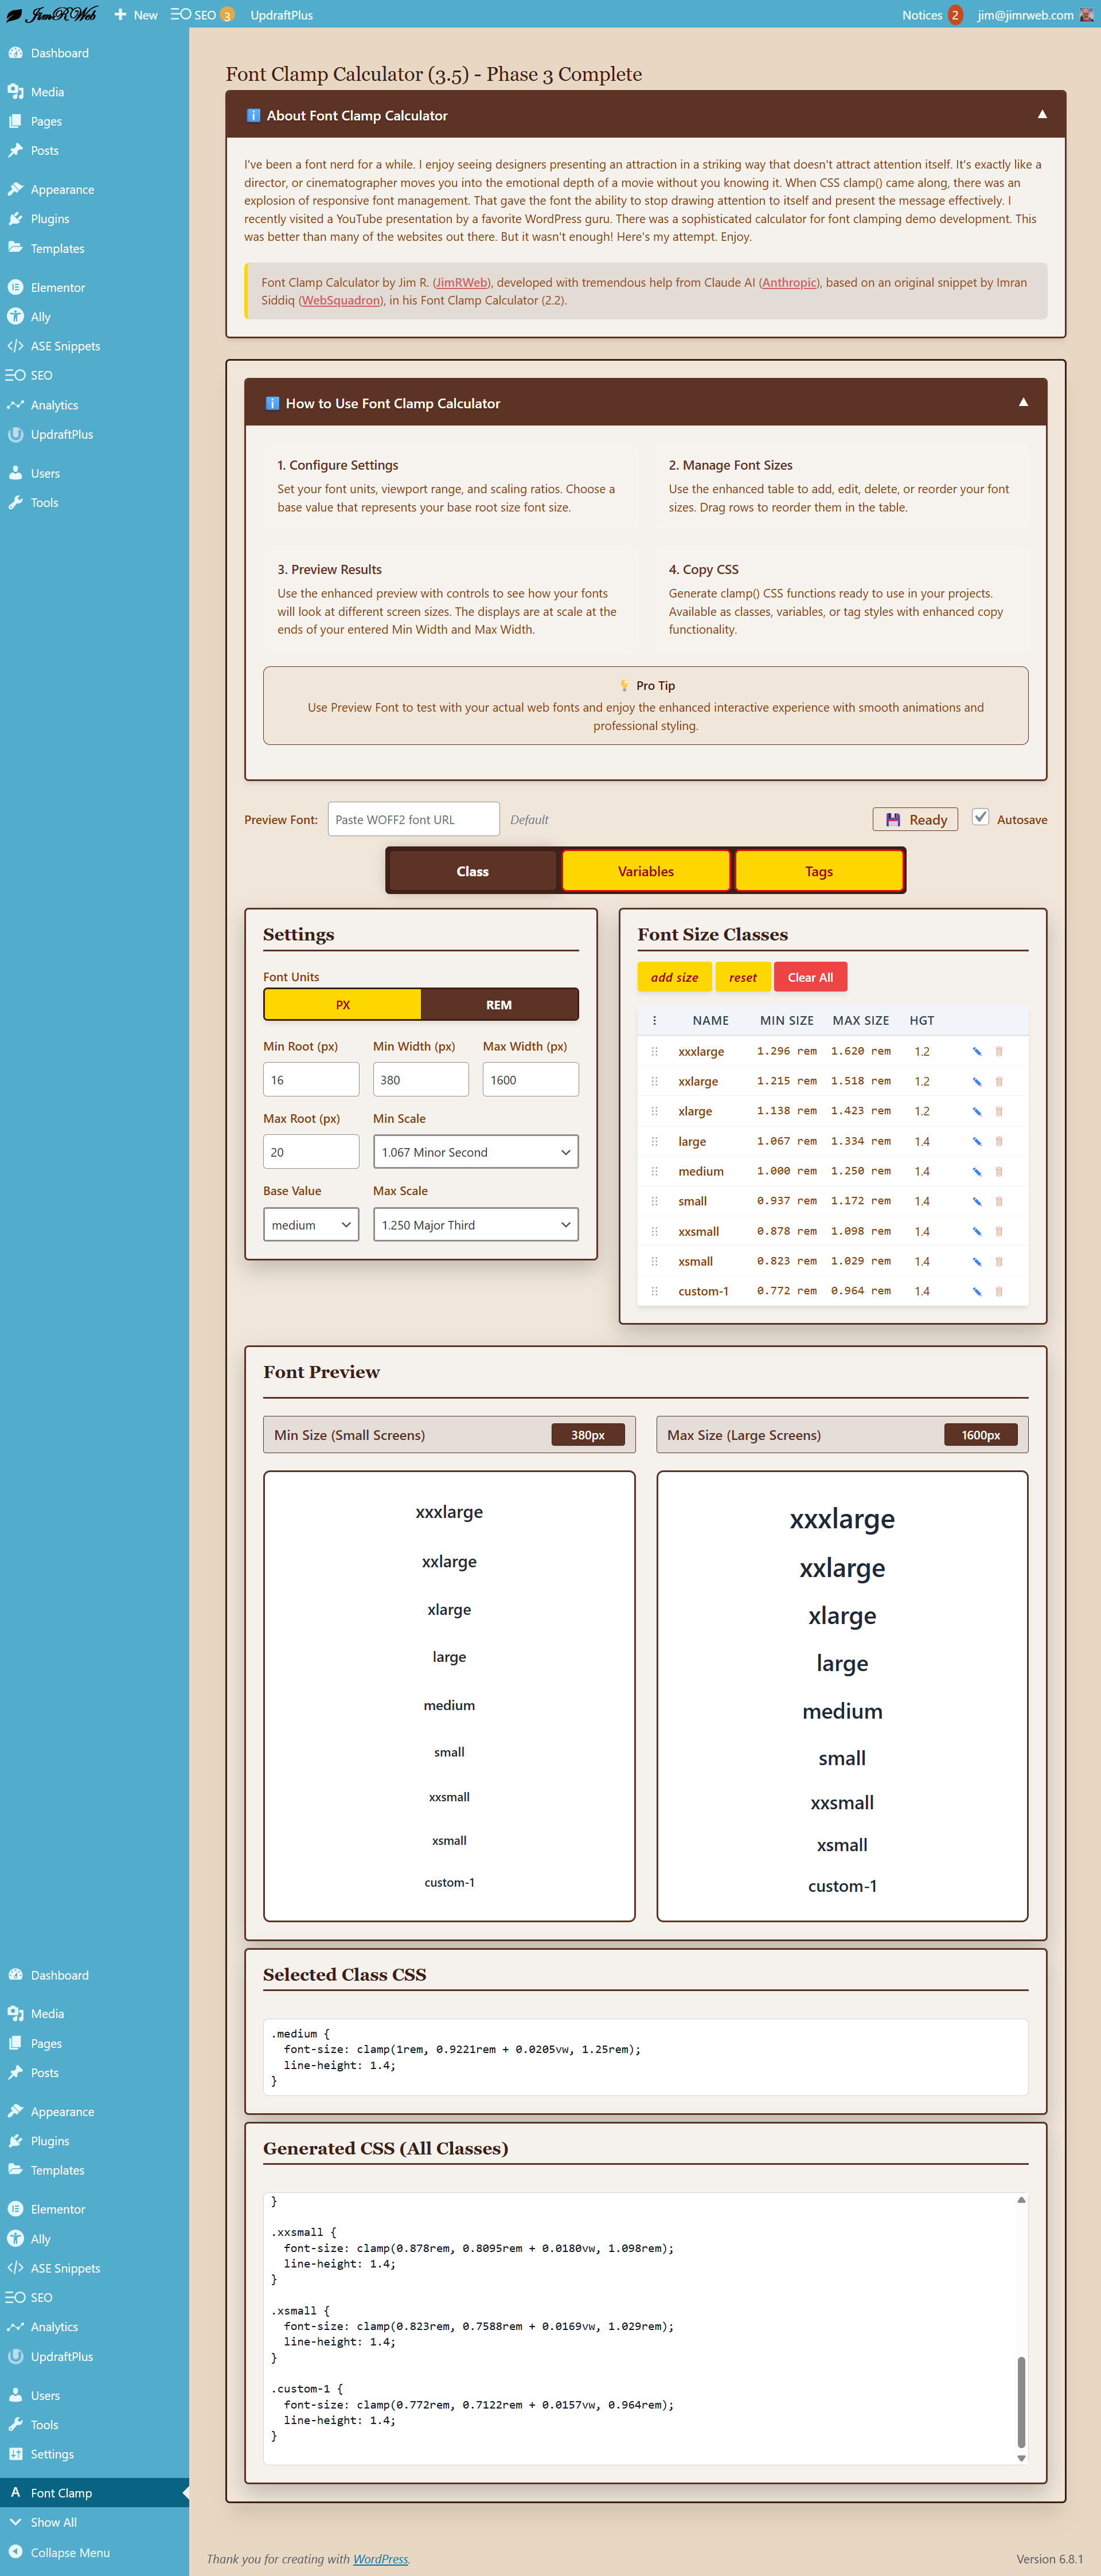 JimRWeb
New
SEO 3
UpdraftPlus
Notices 2
jim@jimrweb.com
Dashboard
Media
Pages
Posts
Appearance
Plugins
Templates
Elementor
Ally
ASE Snippets
SEO
Analytics
UpdraftPlus
Users
Tools
Font Clamp Calculator (3.5) - Phase 3 Complete
About Font Clamp Calculator
I've been a font nerd for a while. I enjoy seeing designers presenting an attraction in a striking way that doesn't attract attention itself. It's exactly like a
director, or cinematographer moves you into the emotional depth of a movie without you knowing it. When CSS clamp() came along, there was an
explosion of responsive font management. That gave the font the ability to stop drawing attention to itself and present the message effectively. I
recently visited a YouTube presentation by a favorite WordPress guru. There was a sophisticated calculator for font clamping demo development. This
was better than many of the websites out there. But it wasn't enough! Here's my attempt. Enjoy.
Font Clamp Calculator by Jim R. (JimRWeb), developed with tremendous help from Claude AI (Anthropic), based on an original snippet by Imran
Siddiq (WebSquadron), in his Font Clamp Calculator (2.2).
How to Use Font Clamp Calculator
1. Configure Settings
Set your font units, viewport range, and scaling ratios. Choose a
base value that represents your base root size font size.
2. Manage Font Sizes
Use the enhanced table to add, edit, delete, or reorder your font
sizes. Drag rows to reorder them in the table.
3. Preview Results
Use the enhanced preview with controls to see how your fonts
will look at different screen sizes. The displays are at scale at the
ends of your entered Min Width and Max Width.
4. Copy CSS
Generate clamp() CSS functions ready to use in your projects.
Available as classes, variables, or tag styles with enhanced copy
functionality.
Pro Tip
Use Preview Font to test with your actual web fonts and enjoy the enhanced interactive experience with smooth animations and
professional styling.
Preview Font:
Paste WOFF2 font URL
Default
Ready
Autosave
Class
Variables
Tags
Settings
Font Units
PX
REM
Min Root (px)
Min Width (px)
Max Width (px)
16
380
1600
Max Root (px)
Min Scale
20
1.067 Minor Second
Base Value
Max Scale
medium
1.250 Major Third
Font Size Classes
add size
reset
Clear All
NAME MIN SIZE MAX SIZE HGT
xxxlarge 1.296 rem 1.620 rem 1.2
xxlarge 1.215 rem 1.518 rem 1.2
xlarge 1.138 rem 1.423 rem 1.2
large 1.067 rem 1.334 rem 1.4
medium 1.000 rem 1.250 rem 1.4
small 0.937 rem 1.172 rem 1.4
xxsmall 0.878 rem 1.098 rem 1.4
xsmall 0.823 rem 1.029 rem 1.4
custom-1 0.772 rem 0.964 rem 1.4
Font Preview
Min Size (Small Screens) 380px
xxxlarge
xxlarge
xlarge
large
medium
small
xxsmall
xsmall
custom-1
Max Size (Large Screens) 1600px
xxxlarge
xxlarge
xlarge
large
medium
small
xxsmall
xsmall
custom-1
Selected Class CSS
.medium {
font-size: clamp(1rem, 0.9221rem + 0.0205vw, 1.25rem);
line-height: 1.4;
}
Generated CSS (All Classes)
}
.xxsmall {
font-size: clamp(0.878rem, 0.8095rem + 0.0180vw, 1.098rem);
line-height: 1.4;
}
.xsmall {
font-size: clamp(0.823rem, 0.7588rem + 0.0169vw, 1.029rem);
line-height: 1.4;
}
.custom-1 {
font-size: clamp(0.772rem, 0.7122rem + 0.0157vw, 0.964rem);
line-height: 1.4;
}
Dashboard
Media
Pages
Posts
Appearance
Plugins
Templates
Elementor
Ally
ASE Snippets
SEO
Analytics
UpdraftPlus
Users
Tools
Settings
Font Clamp
Show All
Collapse Menu
Thank you for creating with WordPress.
Version 6.8.1